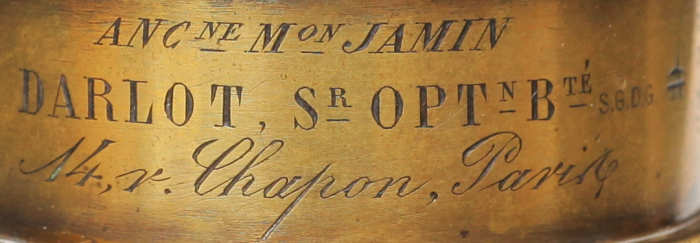 ANCNE MON JAMIN
DARLOT, SR OPTN BTÉ S.G.D.G
14, r. Chapon, Paris